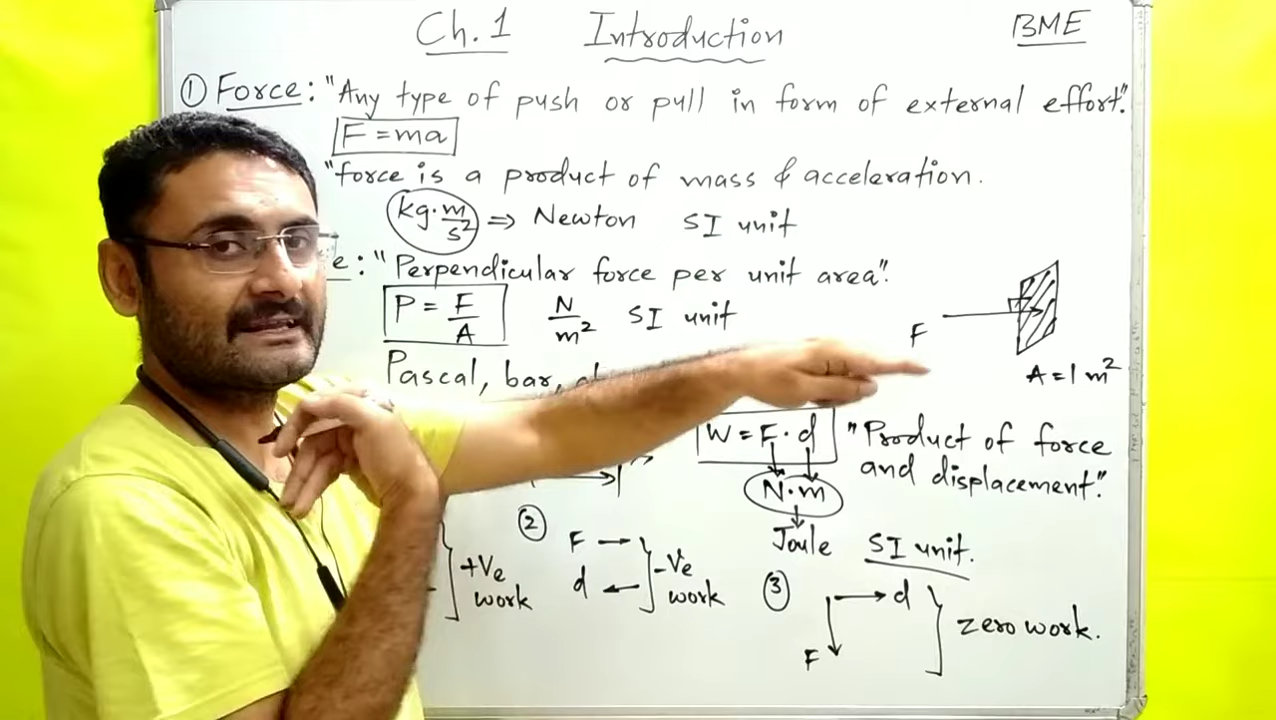 Ch. 1 Introduction BME
① Force: "Any type of push or pull in form of external effort".
F = ma
"force is a product of mass & acceleration.
kg·m/s² ⇒ Newton SI unit
e: "Perpendicular force per unit area".
P = F/A N/m² SI unit
F
A = 1 m²
Pascal, bar,
W = F · d "Product of force
and displacement".
N·m
Joule SI unit.
② F → -Ve
d ← work
+Ve
work
③ → d
F
zero work.